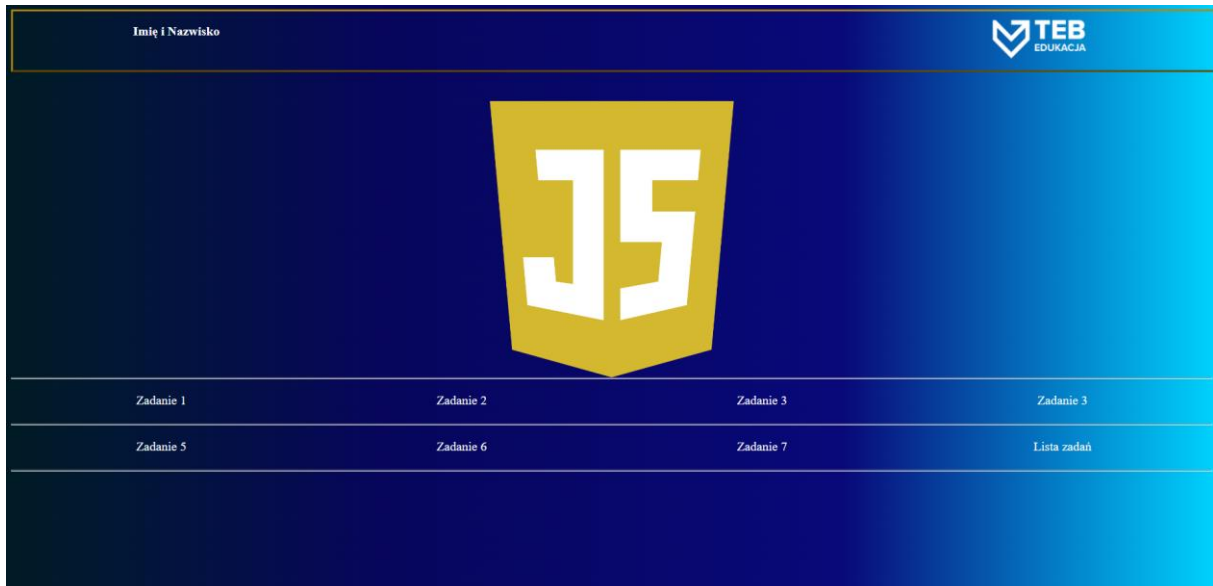 Imię i Nazwisko
TEB
EDUKACJA
JS
Zadanie 1 Zadanie 2 Zadanie 3 Zadanie 3
Zadanie 5 Zadanie 6 Zadanie 7 Lista zadań